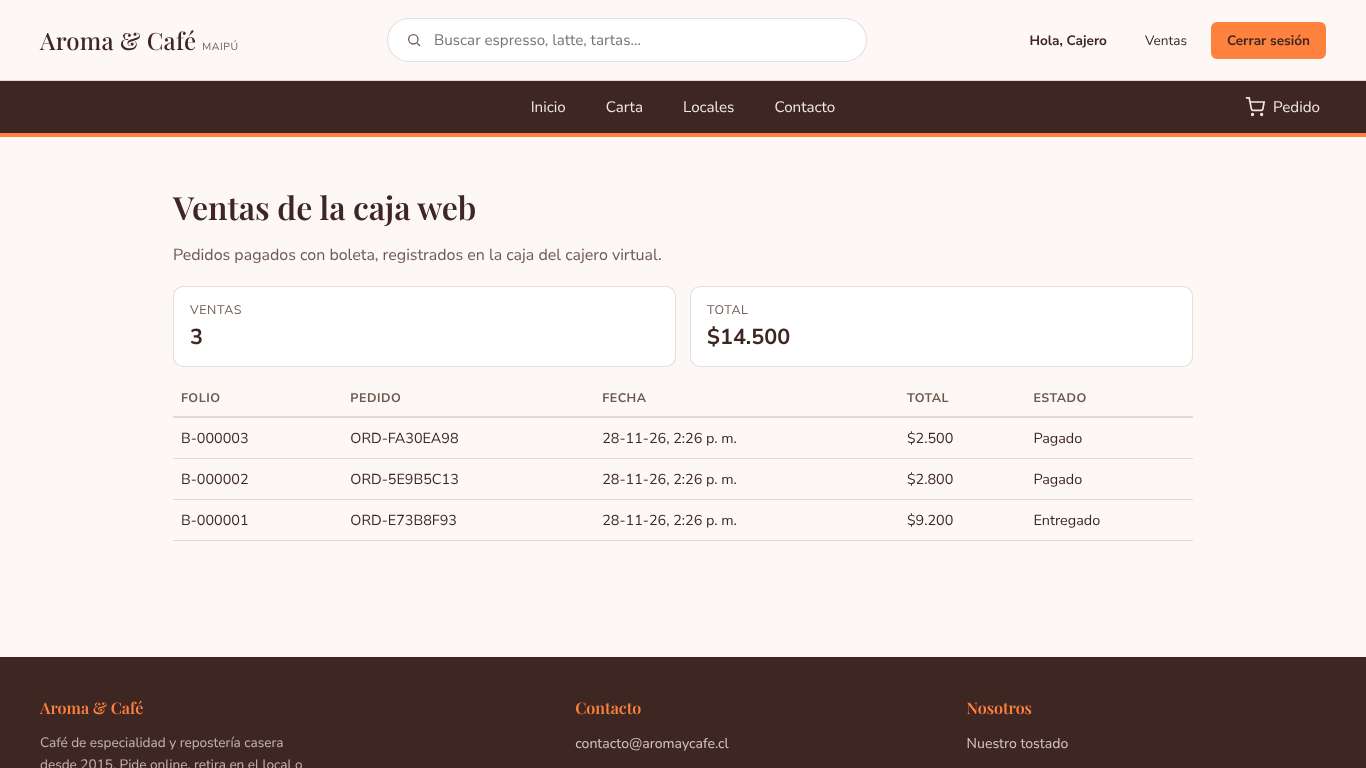 Aroma & Café MAIPÚ
Buscar espresso, latte, tartas...
Hola, Cajero
Ventas
Cerrar sesión
Inicio
Carta
Locales
Contacto
Pedido
Ventas de la caja web
Pedidos pagados con boleta, registrados en la caja del cajero virtual.
VENTAS
3
TOTAL
$14.500
FOLIO PEDIDO FECHA TOTAL ESTADO
B-000003 ORD-FA30EA98 28-11-26, 2:26 p. m. $2.500 Pagado
B-000002 ORD-5E9B5C13 28-11-26, 2:26 p. m. $2.800 Pagado
B-000001 ORD-E73B8F93 28-11-26, 2:26 p. m. $9.200 Entregado
Aroma & Café
Café de especialidad y repostería casera
desde 2015. Pide online, retira en el local o
Contacto
contacto@aromaycafe.cl
Nosotros
Nuestro tostado